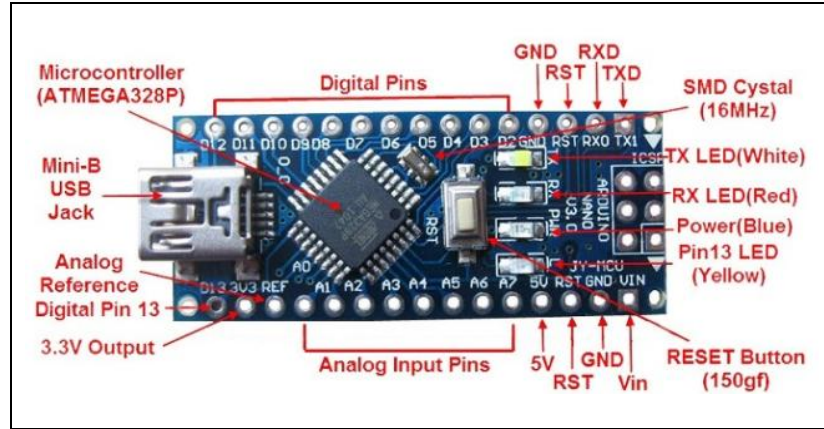 Microcontroller
(ATMEGA328P)
Digital Pins
GND
RST
RXD
TXD
SMD Cystal
(16MHz)
D12 D11 D10 D9 D8 D7 D6 D5 D4 D3 D2 GND RST RX0 TX1
Mini-B
USB
Jack
TX LED(White)
RX LED(Red)
Power(Blue)
Pin13 LED
(Yellow)
ICSP
RX
PW
L
RST
ARDUINO
NANO
V3.0
JY-MCU
Analog
Reference
Digital Pin 13
3.3V Output
D13 3V3 REF A0 A1 A2 A3 A4 A5 A6 A7 5V RST GND VIN
Analog Input Pins
5V
RST
GND
Vin
RESET Button
(150gf)